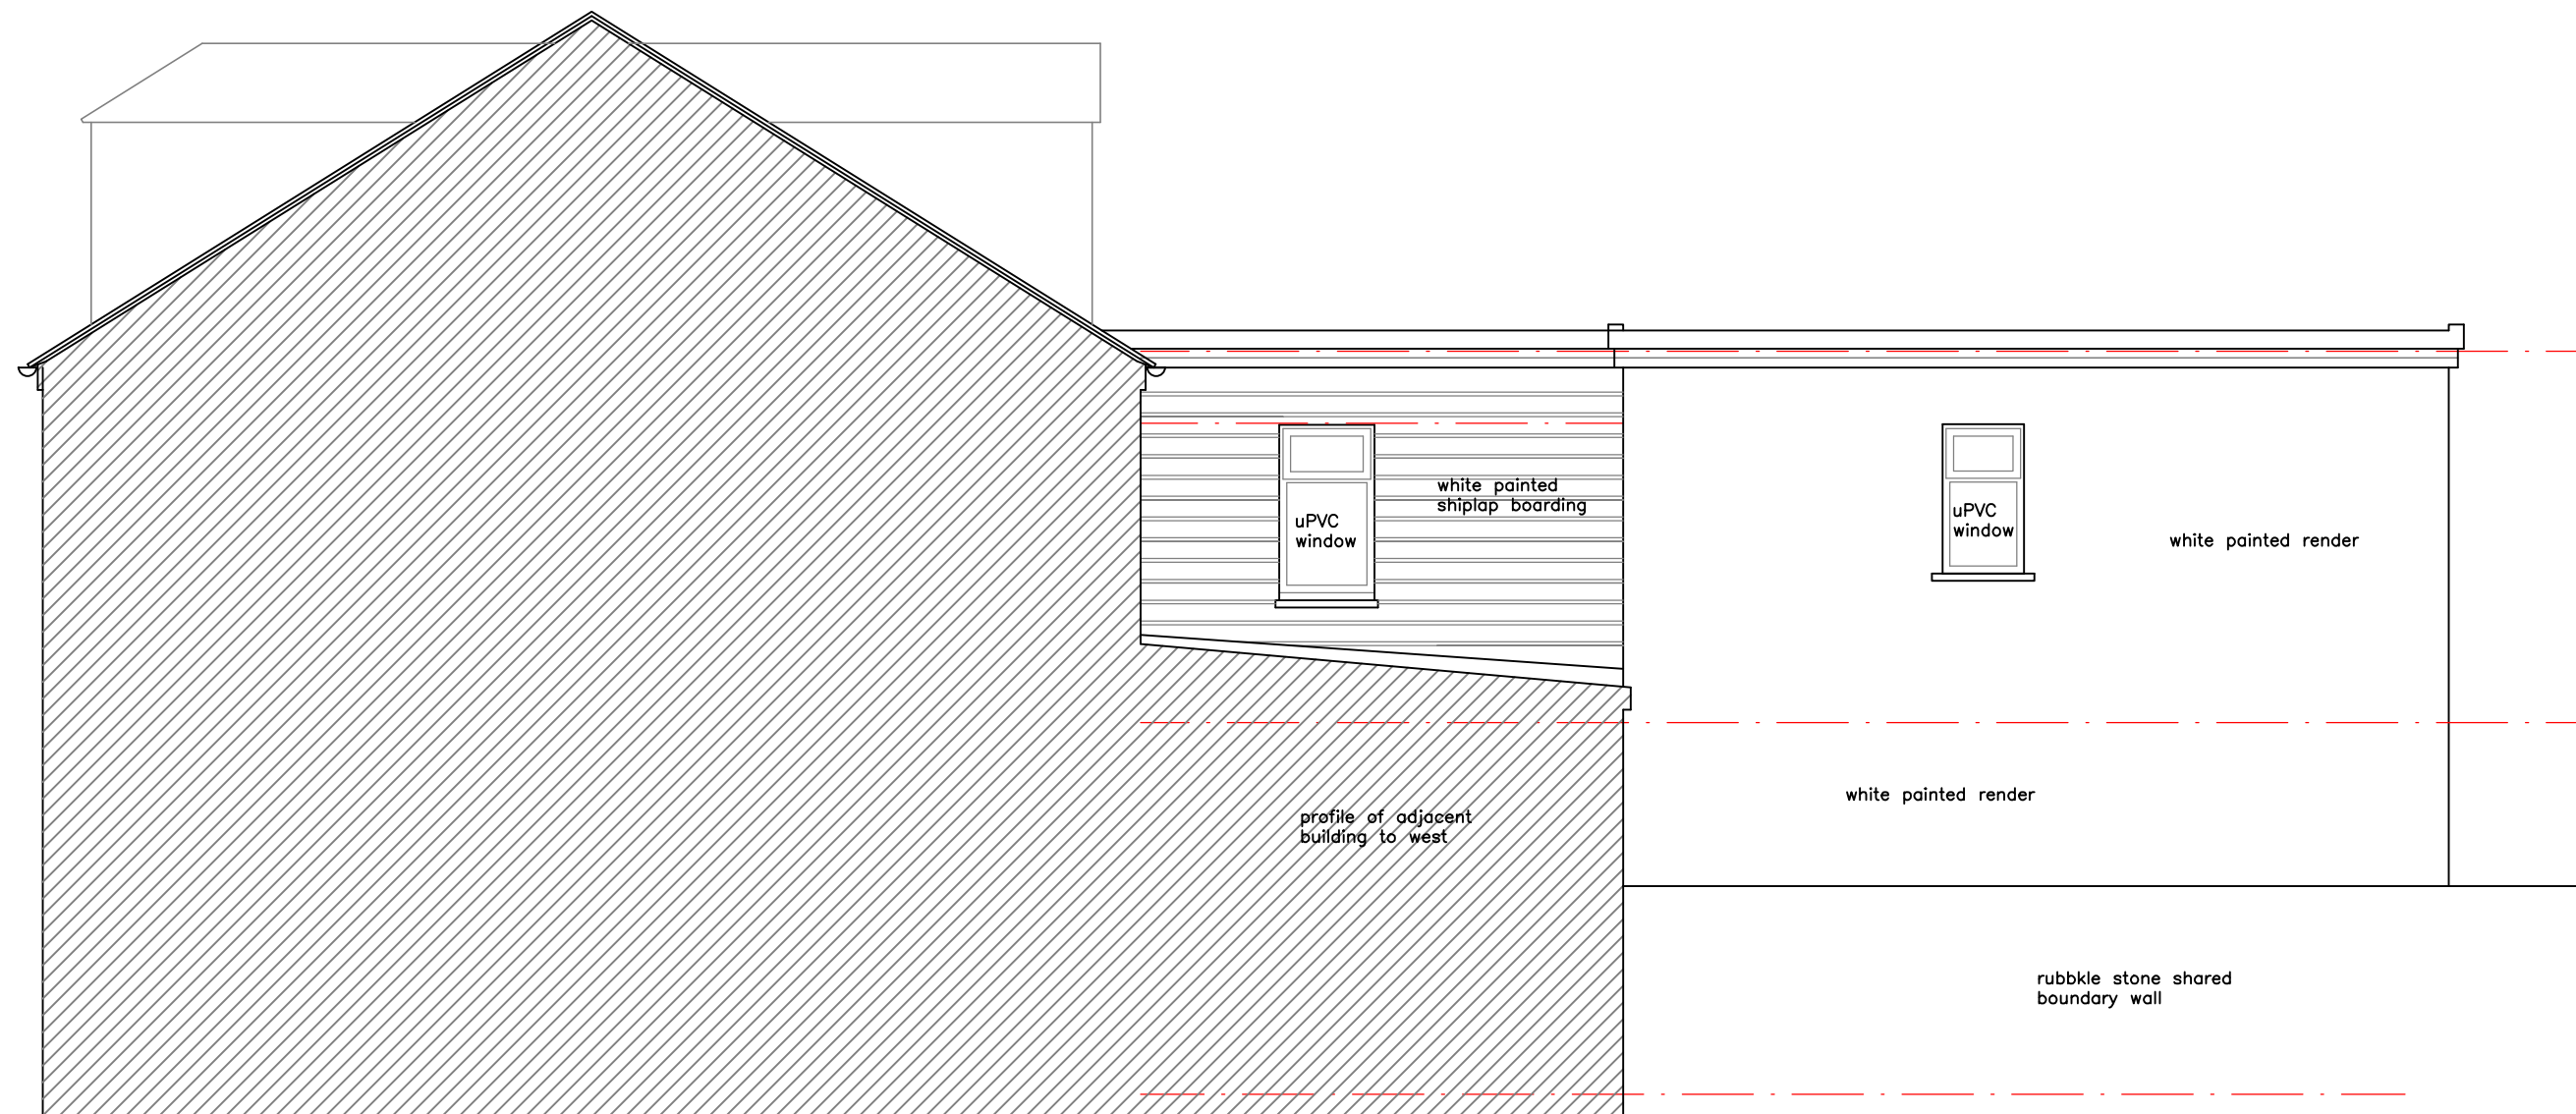 white painted
shiplap boarding
uPVC
window
uPVC
window
white painted render
white painted render
profile of adjacent
building to west
rubbkle stone shared
boundary wall